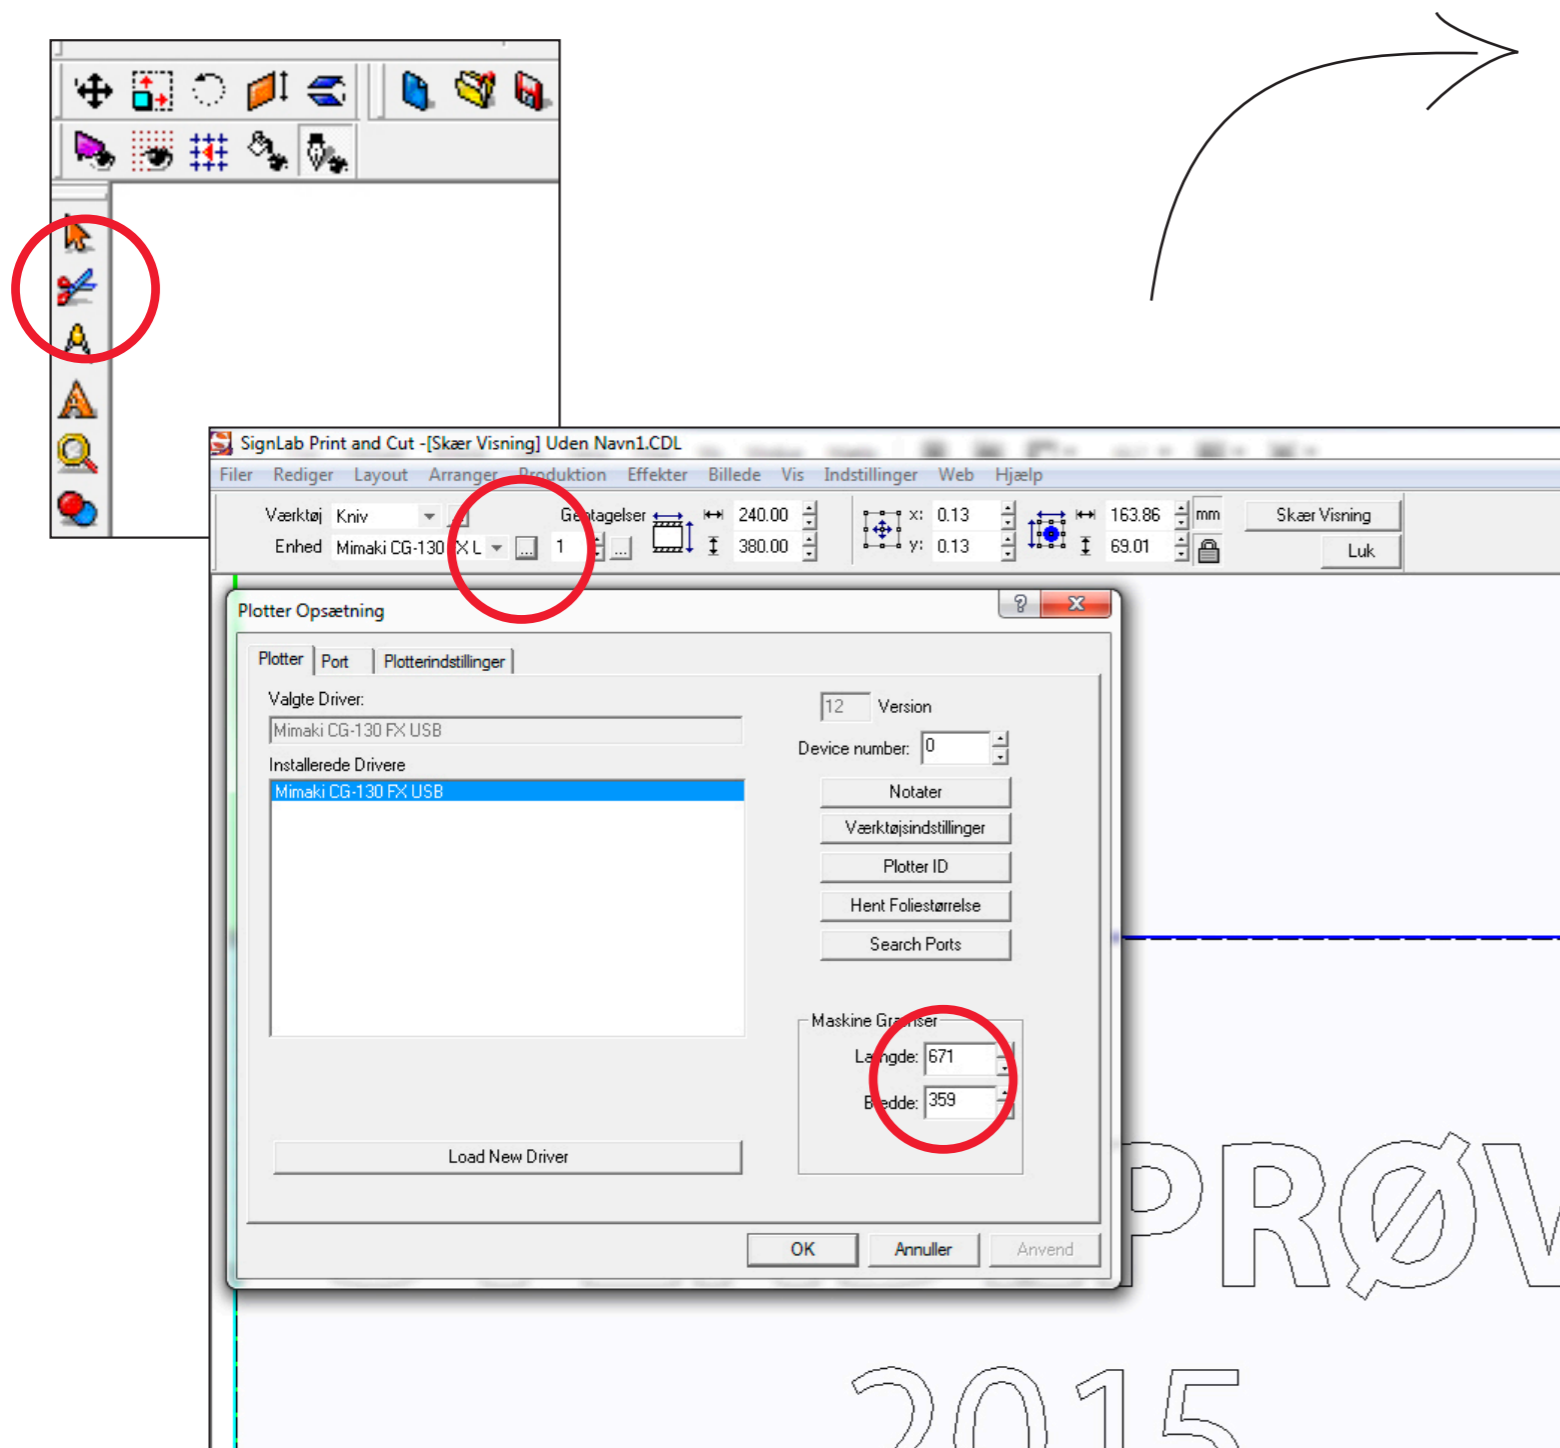 SignLab Print and Cut -[Skær Visning] Uden Navn1.CDL
Filer Rediger Layout Arranger Produktion Effekter Billede Vis Indstillinger Web Hjælp
Værktøj Kniv ... Gentagelser 240.00 x: 0.13 163.86 mm Skær Visning
Enhed Mimaki CG-130 FX U ... 1 ... 380.00 y: 0.13 69.01 Luk
Plotter Opsætning
Plotter Port Plotterindstillinger
Valgte Driver:
Mimaki CG-130 FX USB
Installerede Drivere
Mimaki CG-130 FX USB
12 Version
Device number: 0
Notater
Værktøjsindstillinger
Plotter ID
Hent Foliestørrelse
Search Ports
Maskine Grænser
Længde: 671
Bredde: 359
Load New Driver
OK Annuller Anvend
PRØV
2015